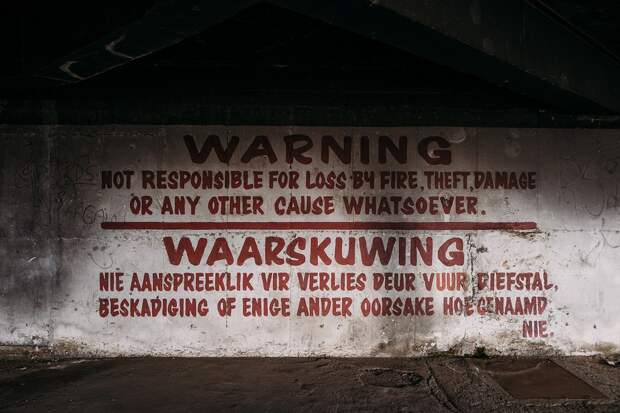 WARNING
NOT RESPONSIBLE FOR LOSS BY FIRE, THEFT, DAMAGE
OR ANY OTHER CAUSE WHATSOEVER.
WAARSKUWING
NIE AANSPREEKLIK VIR VERLIES DEUR VUUR, DIEFSTAL,
BESKADIGING OF ENIGE ANDER OORSAKE HOEGENAAMD
NIE.